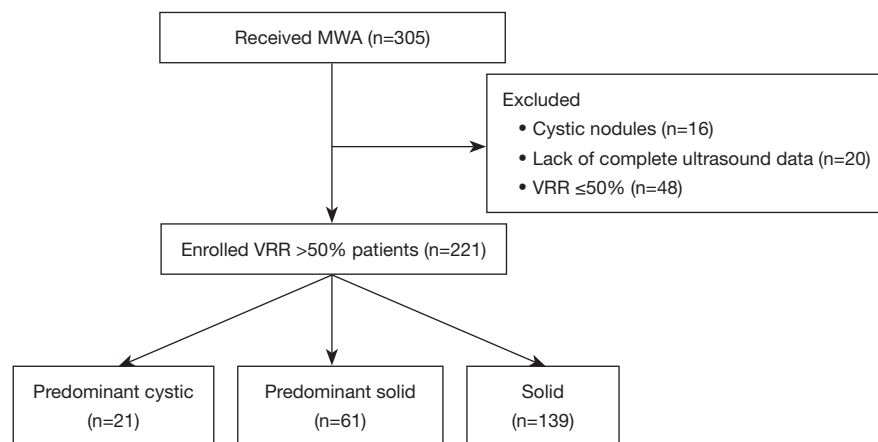 Received MWA (n=305)
Excluded
• Cystic nodules (n=16)
• Lack of complete ultrasound data (n=20)
• VRR ≤50% (n=48)
Enrolled VRR >50% patients (n=221)
Predominant cystic
(n=21)
Predominant solid
(n=61)
Solid
(n=139)